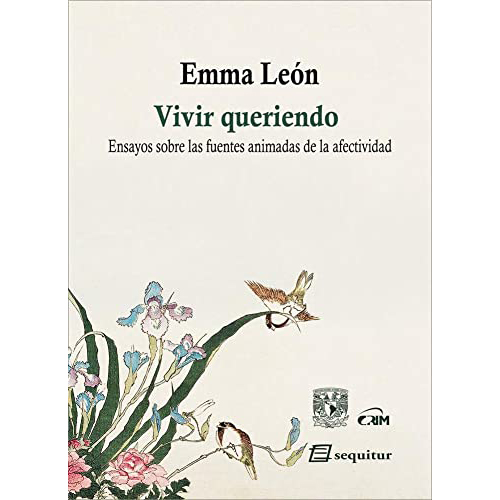 Emma León
Vivir queriendo
Ensayos sobre las fuentes animadas de la afectividad
CRIM
sequitur